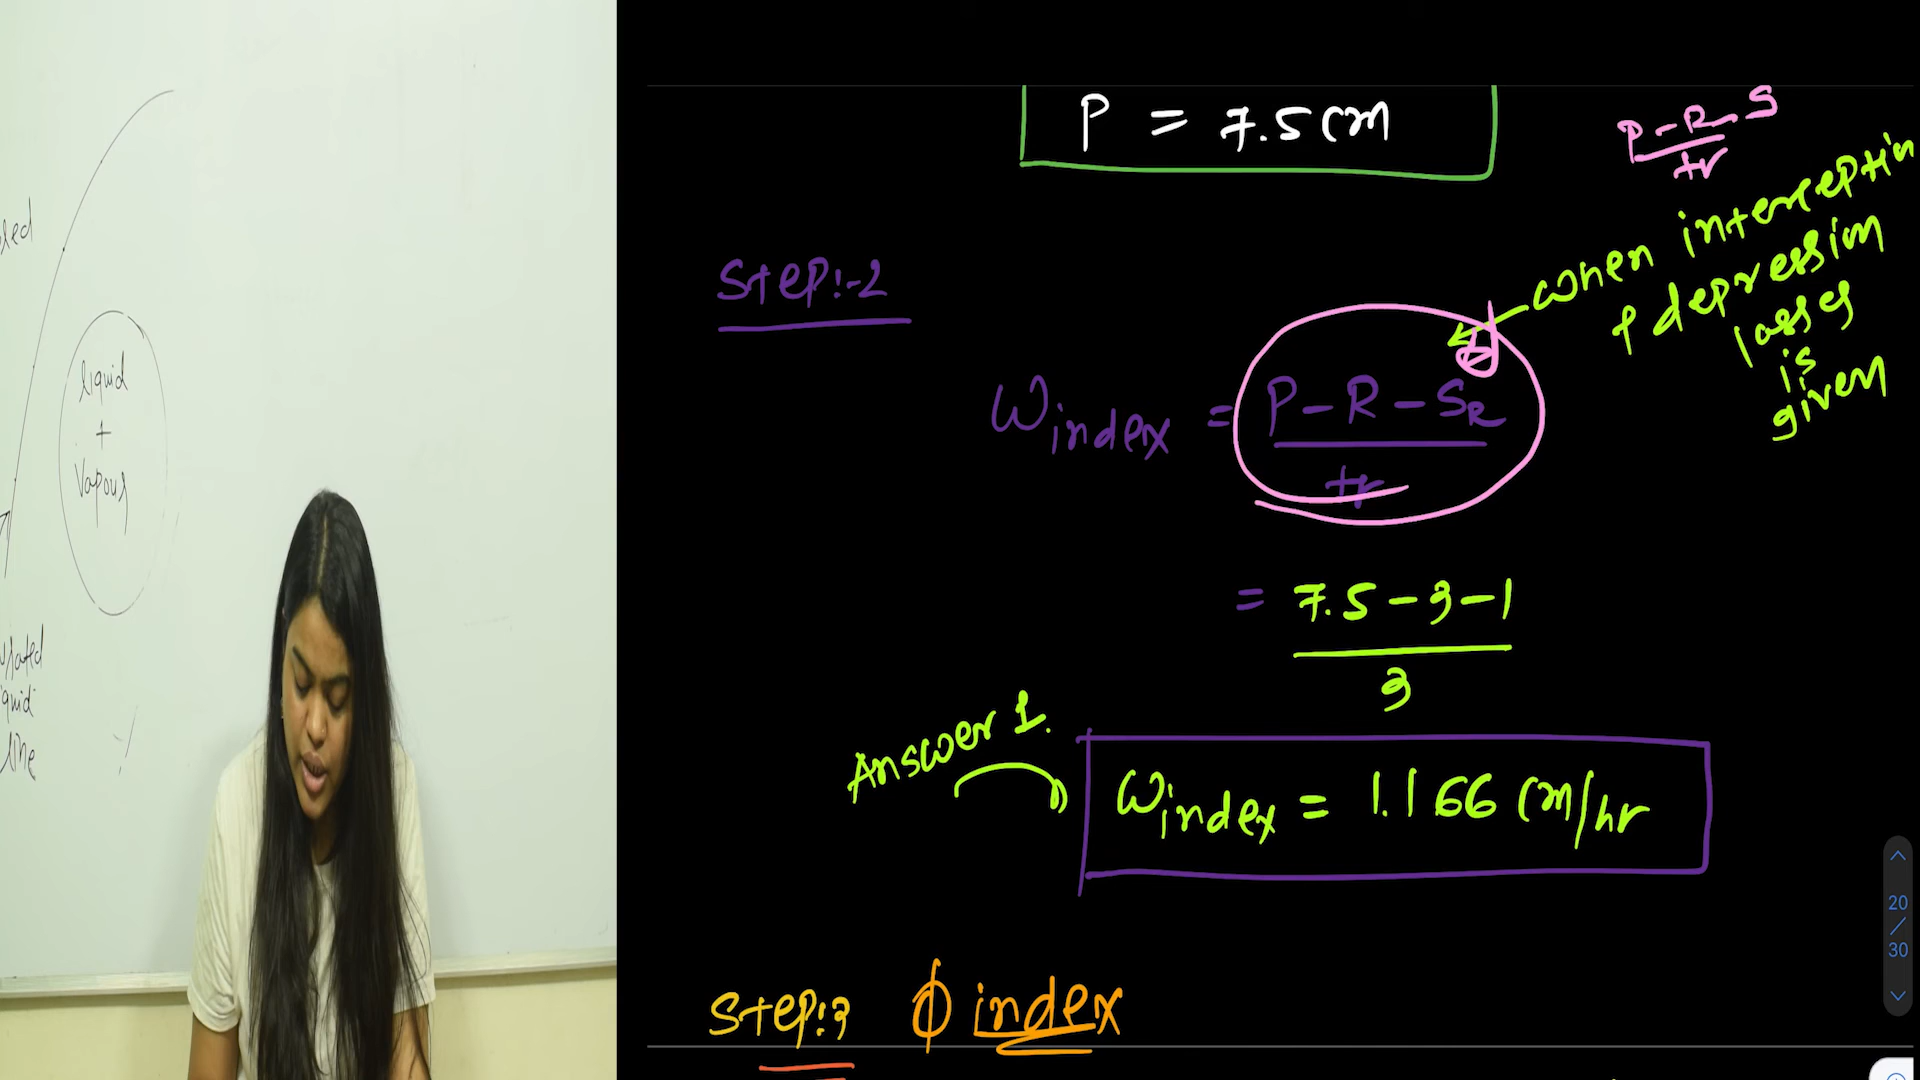 liquid
+
Vapour
line
P = 7.5 cm
P - R - S
tr
Step:-2
when interception
& depression
losses
is
given
Windex = P - R - SR
tr
= 7.5 - 3 - 1
3
Answer 1.
Windex = 1.166 cm/hr
Step:3 ϕ index
20
/
30